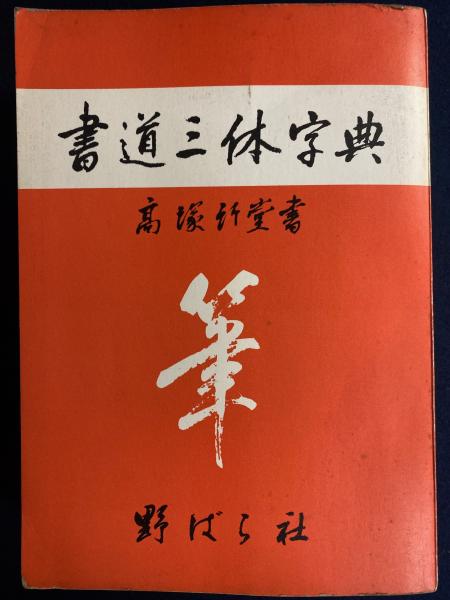 書道三体字典
高塚竹堂書
筆
野ばら社